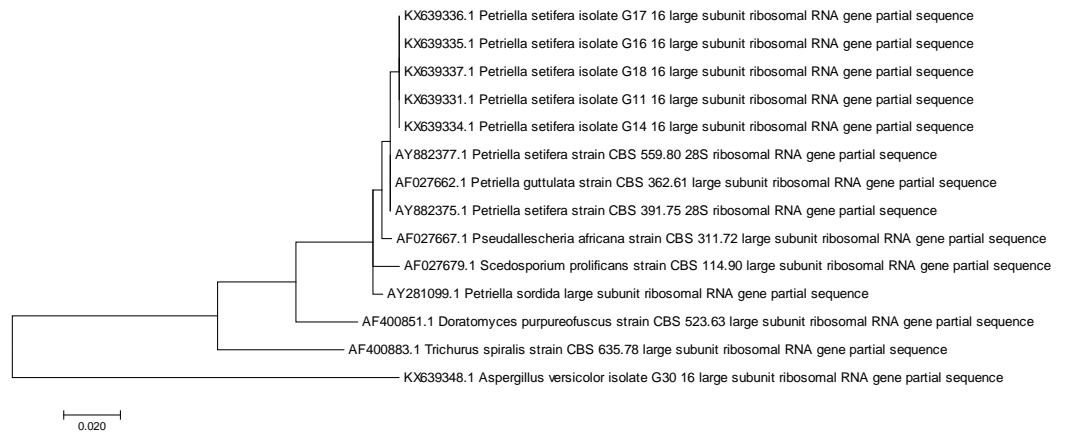 KX639336.1 Petriella setifera isolate G17 16 large subunit ribosomal RNA gene partial sequence
KX639335.1 Petriella setifera isolate G16 16 large subunit ribosomal RNA gene partial sequence
KX639337.1 Petriella setifera isolate G18 16 large subunit ribosomal RNA gene partial sequence
KX639331.1 Petriella setifera isolate G11 16 large subunit ribosomal RNA gene partial sequence
KX639334.1 Petriella setifera isolate G14 16 large subunit ribosomal RNA gene partial sequence
AY882377.1 Petriella setifera strain CBS 559.80 28S ribosomal RNA gene partial sequence
AF027662.1 Petriella guttulata strain CBS 362.61 large subunit ribosomal RNA gene partial sequence
AY882375.1 Petriella setifera strain CBS 391.75 28S ribosomal RNA gene partial sequence
AF027667.1 Pseudallescheria africana strain CBS 311.72 large subunit ribosomal RNA gene partial sequence
AF027679.1 Scedosporium prolificans strain CBS 114.90 large subunit ribosomal RNA gene partial sequence
AY281099.1 Petriella sordida large subunit ribosomal RNA gene partial sequence
AF400851.1 Doratomyces purpureofuscus strain CBS 523.63 large subunit ribosomal RNA gene partial sequence
AF400883.1 Trichurus spiralis strain CBS 635.78 large subunit ribosomal RNA gene partial sequence
KX639348.1 Aspergillus versicolor isolate G30 16 large subunit ribosomal RNA gene partial sequence
0.020